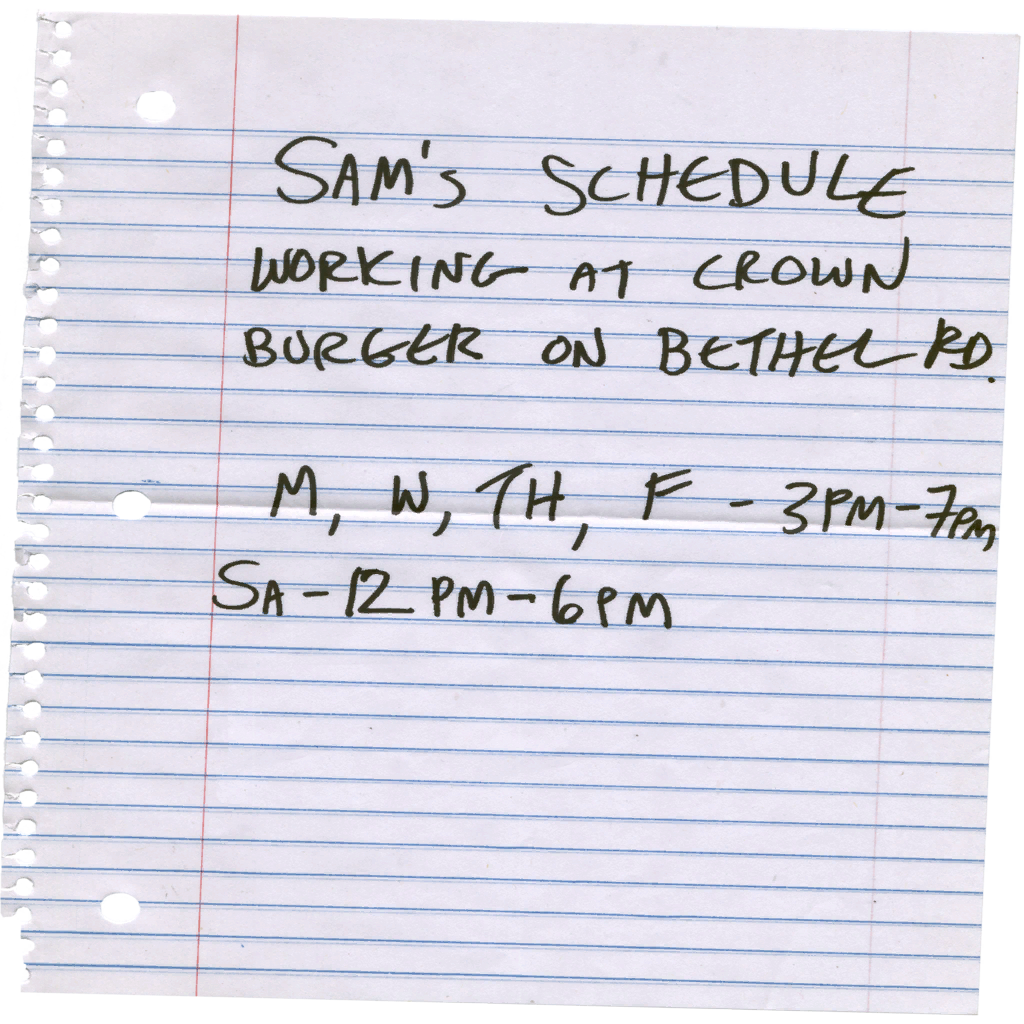 SAM's SCHEDULE
WORKING AT CROWN
BURGER ON BETHEL RD.
M, W, TH, F - 3PM-7PM
SA-12 PM-6PM